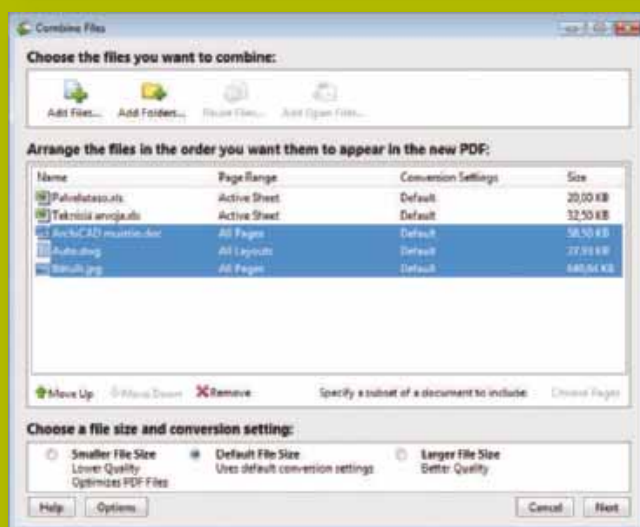 Combine Files
Choose the files you want to combine:
Add Files... Add Folders... Reuse Files... Add Open Files...
Arrange the files in the order you want them to appear in the new PDF:
Name Page Range Conversion Settings Size
Palvelutaso.xls Active Sheet Default 20,00 KB
Teknisiä arvoja.xls Active Sheet Default 32,50 KB
ArchiCAD muistio.doc All Pages Default 58,50 KB
Auto.dwg All Layouts Default
All Pages Default
Move Up Move Down Remove Specify a subset of a document to include: Choose Pages
Choose a file size and conversion setting:
Smaller File Size Default File Size Larger File Size
Lower Quality Uses default conversion settings Better Quality
Optimizes PDF Files
Help Options Cancel Next